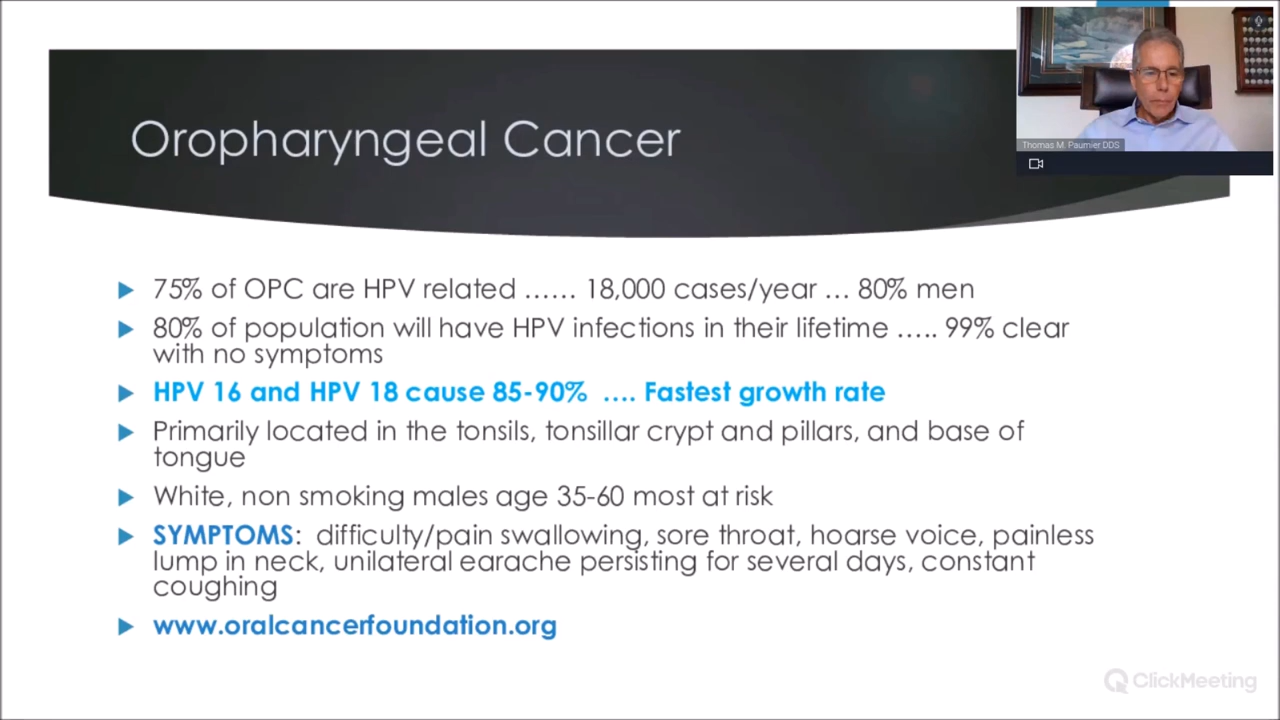 Oropharyngeal Cancer
Thomas M. Paumier DDS
75% of OPC are HPV related ...... 18,000 cases/year ... 80% men
80% of population will have HPV infections in their lifetime ..... 99% clear
with no symptoms
HPV 16 and HPV 18 cause 85-90% .... Fastest growth rate
Primarily located in the tonsils, tonsillar crypt and pillars, and base of
tongue
White, non smoking males age 35-60 most at risk
SYMPTOMS: difficulty/pain swallowing, sore throat, hoarse voice, painless
lump in neck, unilateral earache persisting for several days, constant
coughing
www.oralcancerfoundation.org
ClickMeeting